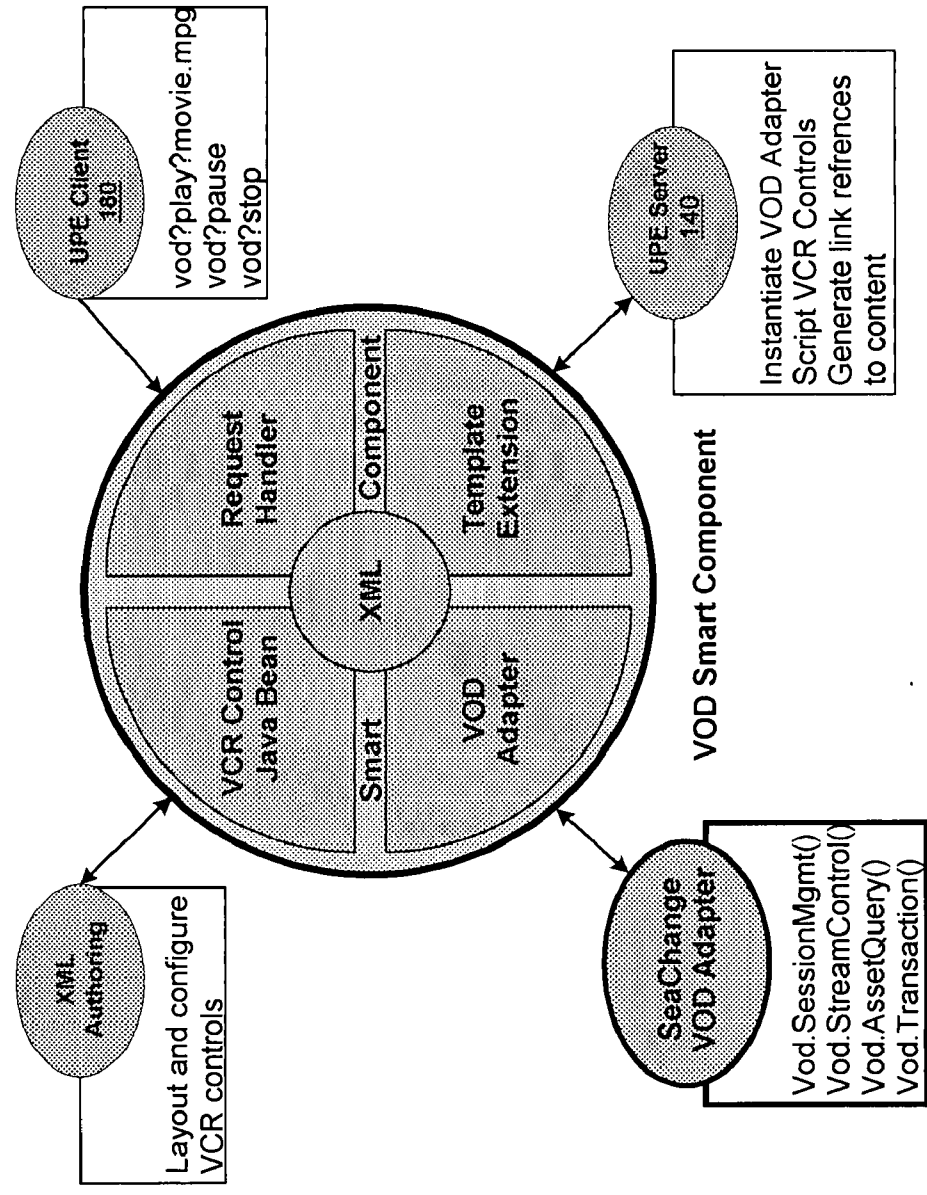 XML
Authoring
Layout and configure
VCR controls
UPE Client
180
vod?play?movie.mpg
vod?pause
vod?stop
VCR Control
Java Bean
Request
Handler
Smart
XML
Component
VOD
Adapter
Template
Extension
SeaChange
VOD Adapter
Vod.SessionMgmt()
Vod.StreamControl()
Vod.AssetQuery()
Vod.Transaction()
VOD Smart Component
UPE Server
140
Instantiate VOD Adapter
Script VCR Controls
Generate link refrences
to content